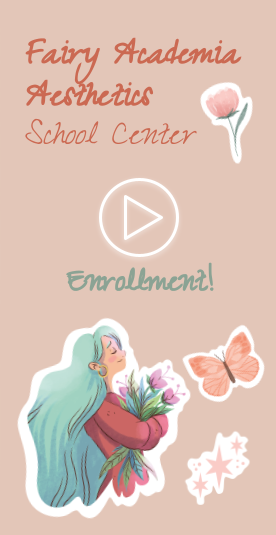 Fairy Academia
Aesthetics
School Center
Enrollment!